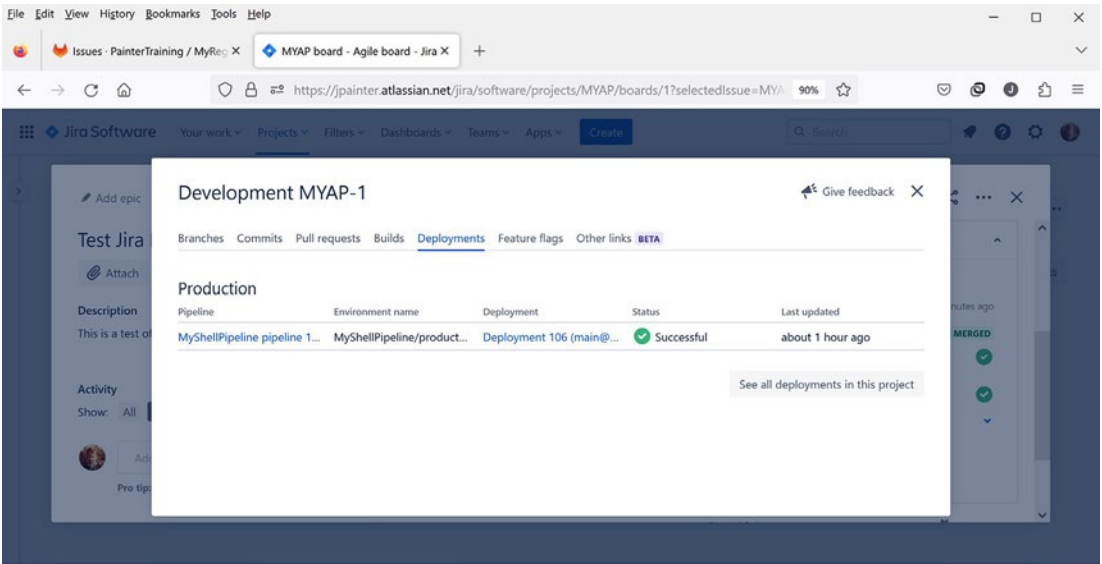 File Edit View History Bookmarks Tools Help
Issues · PainterTraining / MyReg
MYAP board - Agile board - Jira
https://jpainter.atlassian.net/jira/software/projects/MYAP/boards/1?selectedIssue=MYA 90%
Jira Software Your work Projects Filters Dashboards Teams Apps Create Search
Development MYAP-1 Give feedback
Add epic
Test Jira
Branches Commits Pull requests Builds Deployments Feature flags Other links BETA
Attach
Production
Description Pipeline Environment name Deployment Status Last updated
This is a test of MyShellPipeline pipeline 1... MyShellPipeline/product... Deployment 106 (main@... Successful about 1 hour ago
MERGED
See all deployments in this project
Activity
Show: All
Pro tip: